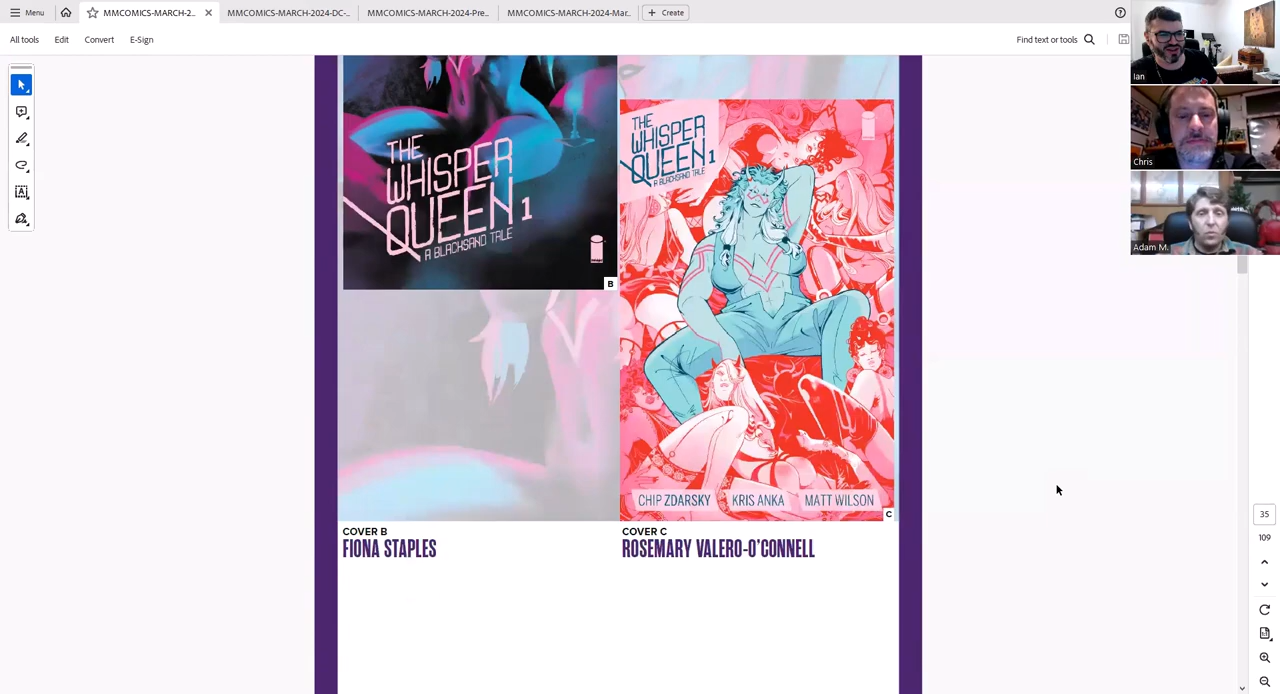 Menu
MMCOMICS-MARCH-2...
MMCOMICS-MARCH-2024-DC-...
MMCOMICS-MARCH-2024-Pre...
MMCOMICS-MARCH-2024-Mar...
+ Create
All tools
Edit
Convert
E-Sign
Find text or tools
Ian
Chris
Adam M.
THE
WHISPER
QUEEN 1
A BLACKSAND TALE
B
THE
WHISPER
QUEEN 1
A BLACKSAND TALE
CHIP ZDARSKY
KRIS ANKA
MATT WILSON
C
COVER B
FIONA STAPLES
COVER C
ROSEMARY VALERO-O'CONNELL
35
109